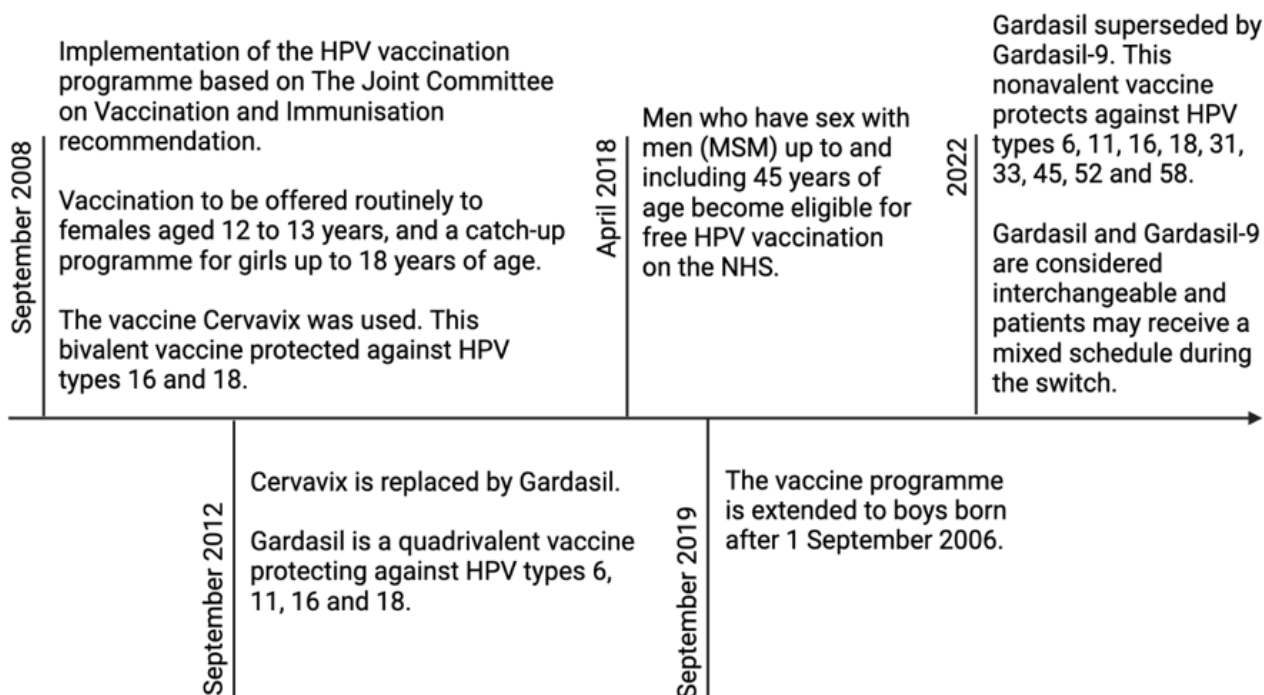 September 2008
Implementation of the HPV vaccination
programme based on The Joint Committee
on Vaccination and Immunisation
recommendation.
Vaccination to be offered routinely to
females aged 12 to 13 years, and a catch-up
programme for girls up to 18 years of age.
The vaccine Cervavix was used. This
bivalent vaccine protected against HPV
types 16 and 18.
September 2012
Cervavix is replaced by Gardasil.
Gardasil is a quadrivalent vaccine
protecting against HPV types 6,
11, 16 and 18.
April 2018
Men who have sex with
men (MSM) up to and
including 45 years of
age become eligible for
free HPV vaccination
on the NHS.
September 2019
The vaccine programme
is extended to boys born
after 1 September 2006.
2022
Gardasil superseded by
Gardasil-9. This
nonavalent vaccine
protects against HPV
types 6, 11, 16, 18, 31,
33, 45, 52 and 58.
Gardasil and Gardasil-9
are considered
interchangeable and
patients may receive a
mixed schedule during
the switch.